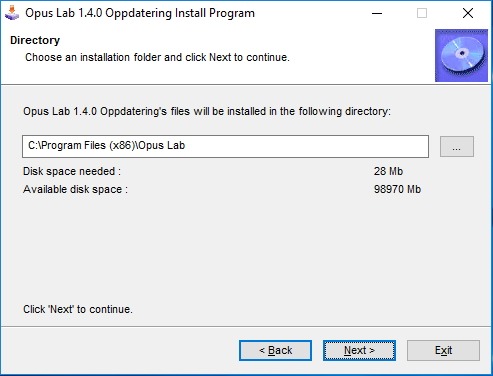 Opus Lab 1.4.0 Oppdatering Install Program
Directory
Choose an installation folder and click Next to continue.
Opus Lab 1.4.0 Oppdatering's files will be installed in the following directory:
C:\Program Files (x86)\Opus Lab
...
Disk space needed : 28 Mb
Available disk space : 98970 Mb
Click 'Next' to continue.
< Back Next > Exit